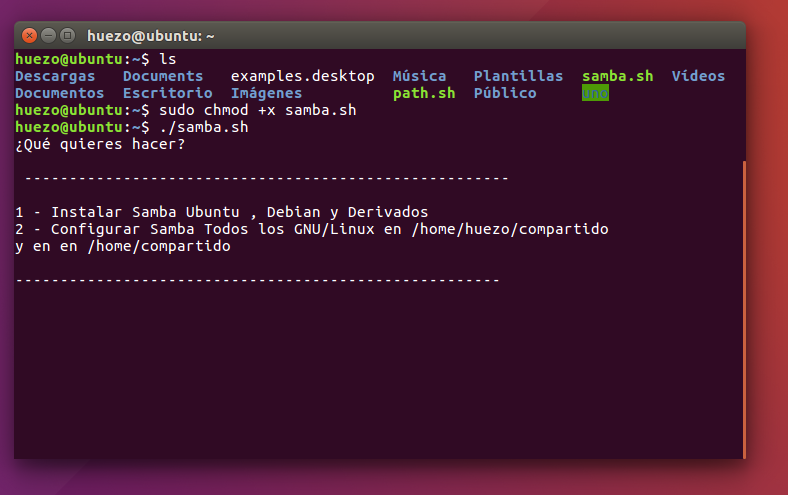 huezo@ubuntu: ~
huezo@ubuntu:~$ ls
Descargas   Documents   examples.desktop  Música   Plantillas  samba.sh  Vídeos
Documentos  Escritorio  Imágenes          path.sh  Público     uno
huezo@ubuntu:~$ sudo chmod +x samba.sh
huezo@ubuntu:~$ ./samba.sh
¿Qué quieres hacer?
------------------------------------------------------
1 - Instalar Samba Ubuntu , Debian y Derivados
2 - Configurar Samba Todos los GNU/Linux en /home/huezo/compartido
y en en /home/compartido
------------------------------------------------------